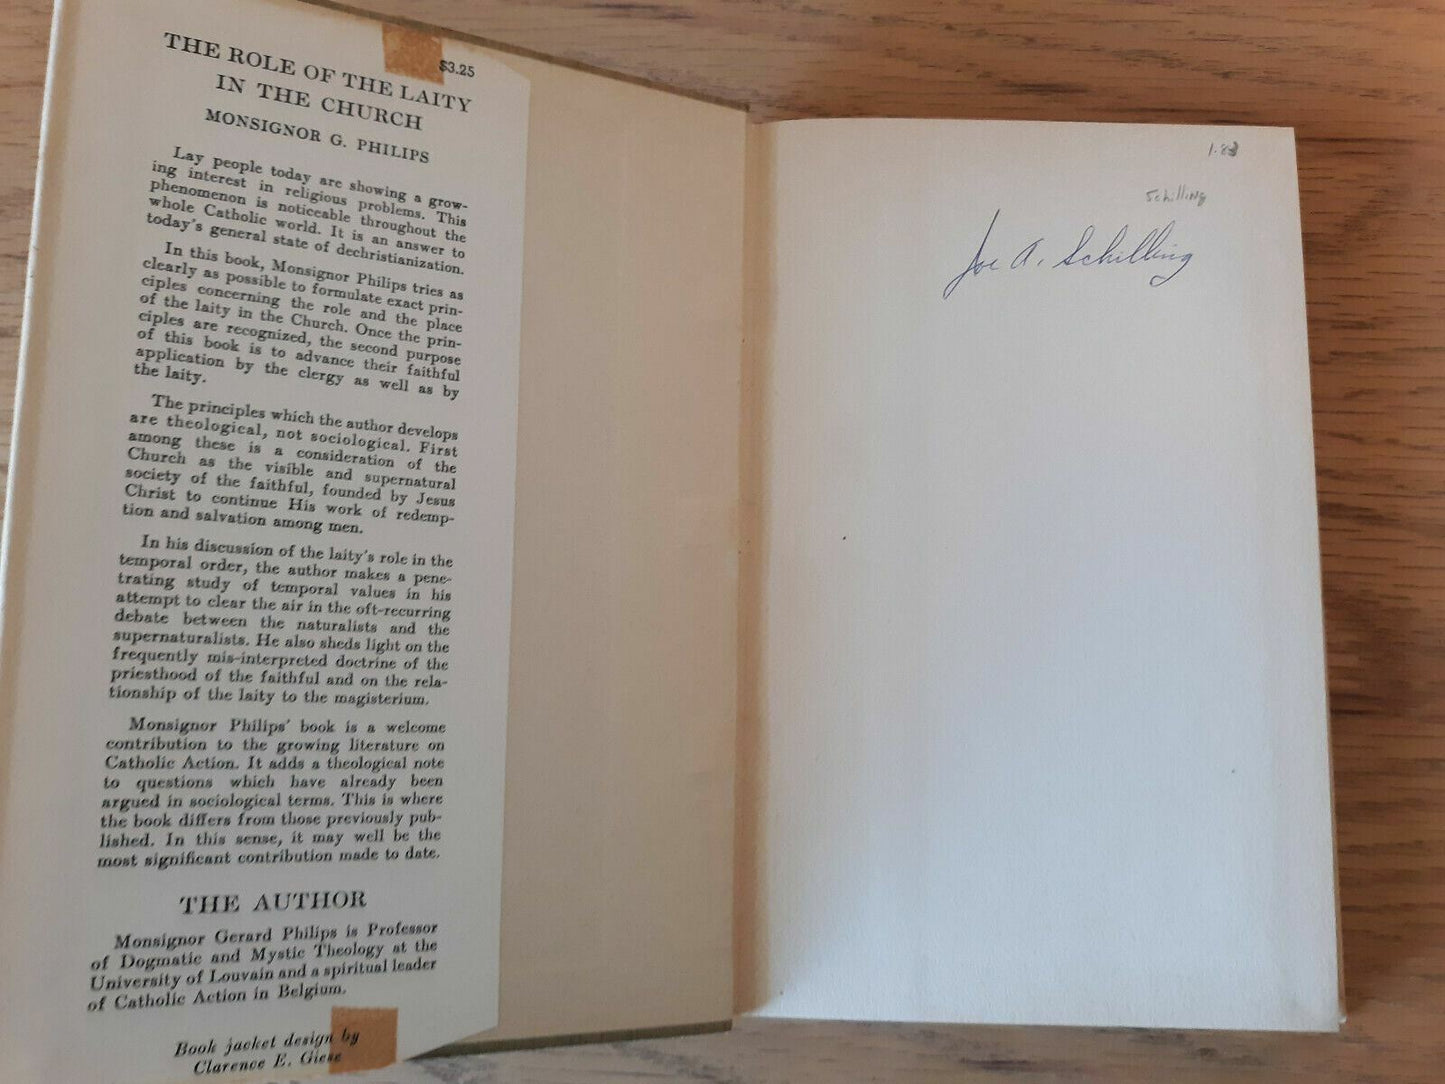 $3.25
THE ROLE OF THE LAITY
IN THE CHURCH
MONSIGNOR G. PHILIPS
Lay people today are showing a grow-
ing interest in religious problems. This
phenomenon is noticeable throughout the
whole Catholic world. It is an answer to
today's general state of dechristianization.
In this book, Monsignor Philips tries as
clearly as possible to formulate exact prin-
ciples concerning the role and the place
of the laity in the Church. Once the prin-
ciples are recognized, the second purpose
of this book is to advance their faithful
application by the clergy as well as by
the laity.
The principles which the author develops
are theological, not sociological. First
among these is a consideration of the
Church as the visible and supernatural
society of the faithful, founded by Jesus
Christ to continue His work of redemp-
tion and salvation among men.
In his discussion of the laity's role in the
temporal order, the author makes a pene-
trating study of temporal values in his
attempt to clear the air in the oft-recurring
debate between the naturalists and the
supernaturalists. He also sheds light on the
frequently mis-interpreted doctrine of the
priesthood of the faithful and on the rela-
tionship of the laity to the magisterium.
Monsignor Philips' book is a welcome
contribution to the growing literature on
Catholic Action. It adds a theological note
to questions which have already been
argued in sociological terms. This is where
the book differs from those previously pub-
lished. In this sense, it may well be the
most significant contribution made to date.
THE AUTHOR
Monsignor Gerard Philips is Professor
of Dogmatic and Mystic Theology at the
University of Louvain and a spiritual leader
of Catholic Action in Belgium.
Book jacket design by
Clarence E. Giese
Schilling
Joe A. Schilling